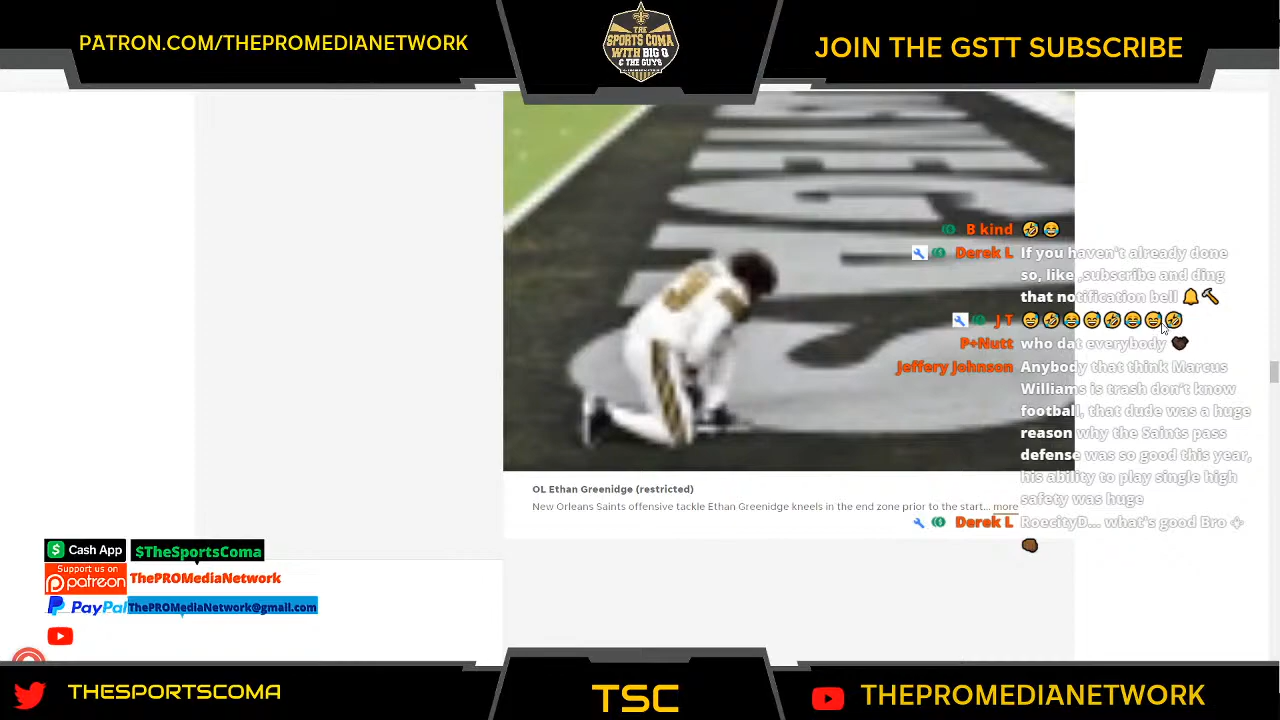 PATRON.COM/THEPROMEDIANETWORK
THE
SPORTS COMA
WITH BIG Q
& THE GUYS
JOIN THE GSTT SUBSCRIBE
B kind 🤣😂
Derek L If you haven't already done
so, like ,subscribe and ding
that notification bell 🔔🔨
J T 😅🤣😂😅🤣😂😅🤣
P+Nutt who dat everybody
Jeffery Johnson Anybody that think Marcus
Williams is trash don't know
football, that dude was a huge
reason why the Saints pass
defense was so good this year,
his ability to play single high
safety was huge
OL Ethan Greenidge (restricted)
New Orleans Saints offensive tackle Ethan Greenidge kneels in the end zone prior to the start... more
Derek L RoecityD... what's good Bro
Cash App $TheSportsComa
Support us on
patreon ThePROMediaNetwork
PayPal ThePROMediaNetwork@gmail.com
THESPORTSCOMA
TSC
THEPROMEDIANETWORK